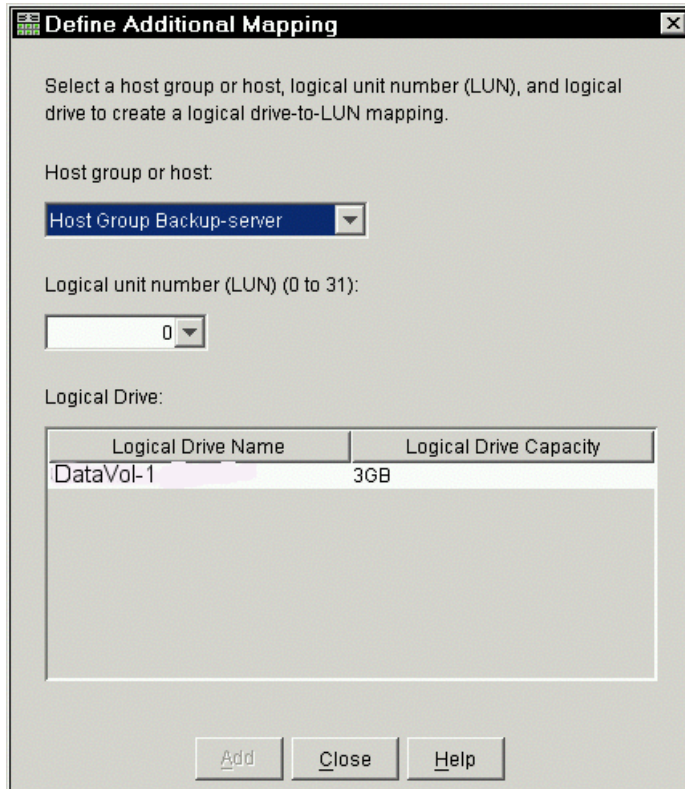 Define Additional Mapping
Select a host group or host, logical unit number (LUN), and logical
drive to create a logical drive-to-LUN mapping.
Host group or host:
Host Group Backup-server
Logical unit number (LUN) (0 to 31):
0
Logical Drive:
Logical Drive Name Logical Drive Capacity
DataVol-1 3GB
Add Close Help